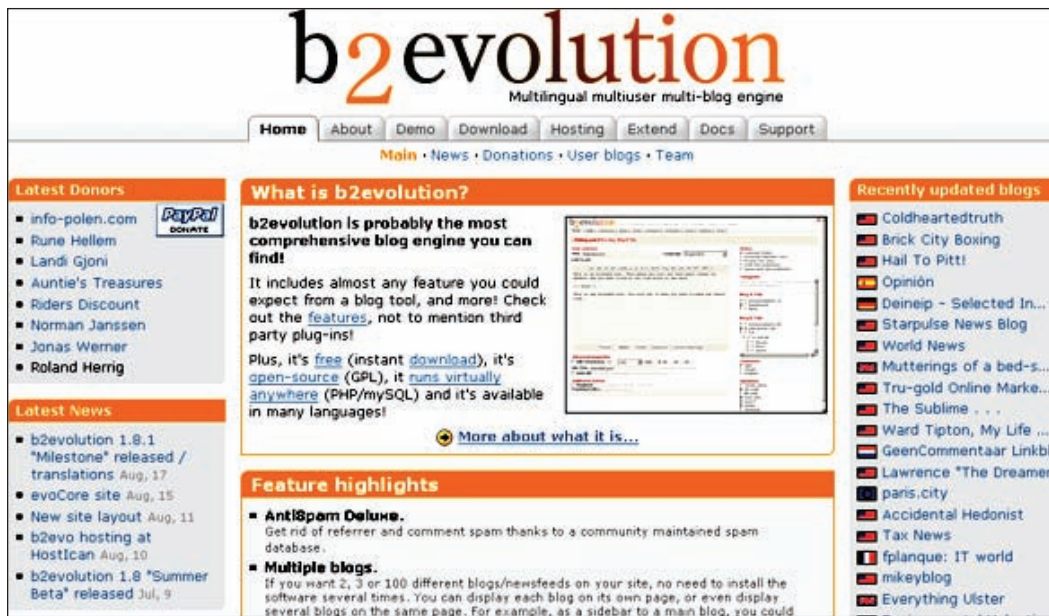 b2evolution
Multilingual multiuser multi-blog engine
Home About Demo Download Hosting Extend Docs Support
Main • News • Donations • User blogs • Team
Latest Donors
info-polen.com
PayPal
DONATE
Rune Hellem
Landi Gjoni
Auntie's Treasures
Riders Discount
Norman Janssen
Jonas Werner
Roland Herrig
Latest News
b2evolution 1.8.1
"Milestone" released /
translations Aug, 17
evoCore site Aug, 15
New site layout Aug, 11
b2evo hosting at
HostIcan Aug, 10
b2evolution 1.8 "Summer
Beta" released Jul, 9
What is b2evolution?
b2evolution is probably the most
comprehensive blog engine you can
find!
It includes almost any feature you could
expect from a blog tool, and more! Check
out the features, not to mention third
party plug-ins!
Plus, it's free (instant download), it's
open-source (GPL), it runs virtually
anywhere (PHP/mySQL) and it's available
in many languages!
More about what it is...
Feature highlights
AntiSpam Deluxe.
Get rid of referrer and comment spam thanks to a community maintained spam
database.
Multiple blogs.
If you want 2, 3 or 100 different blogs/newsfeeds on your site, no need to install the
software several times. You can display each blog on its own page, or even display
several blogs on the same page. For example, as a sidebar to a main blog, you could
Recently updated blogs
Coldheartedtruth
Brick City Boxing
Hail To Pitt!
Opinión
Deineip - Selected In...
Starpulse News Blog
World News
Mutterings of a bed-s...
Tru-gold Online Marke...
The Sublime . . .
Ward Tipton, My Life ...
GeenCommentaar Linkbl
Lawrence "The Dreamer
paris.city
Accidental Hedonist
Tax News
fplanque: IT world
mikeyblog
Everything Ulster